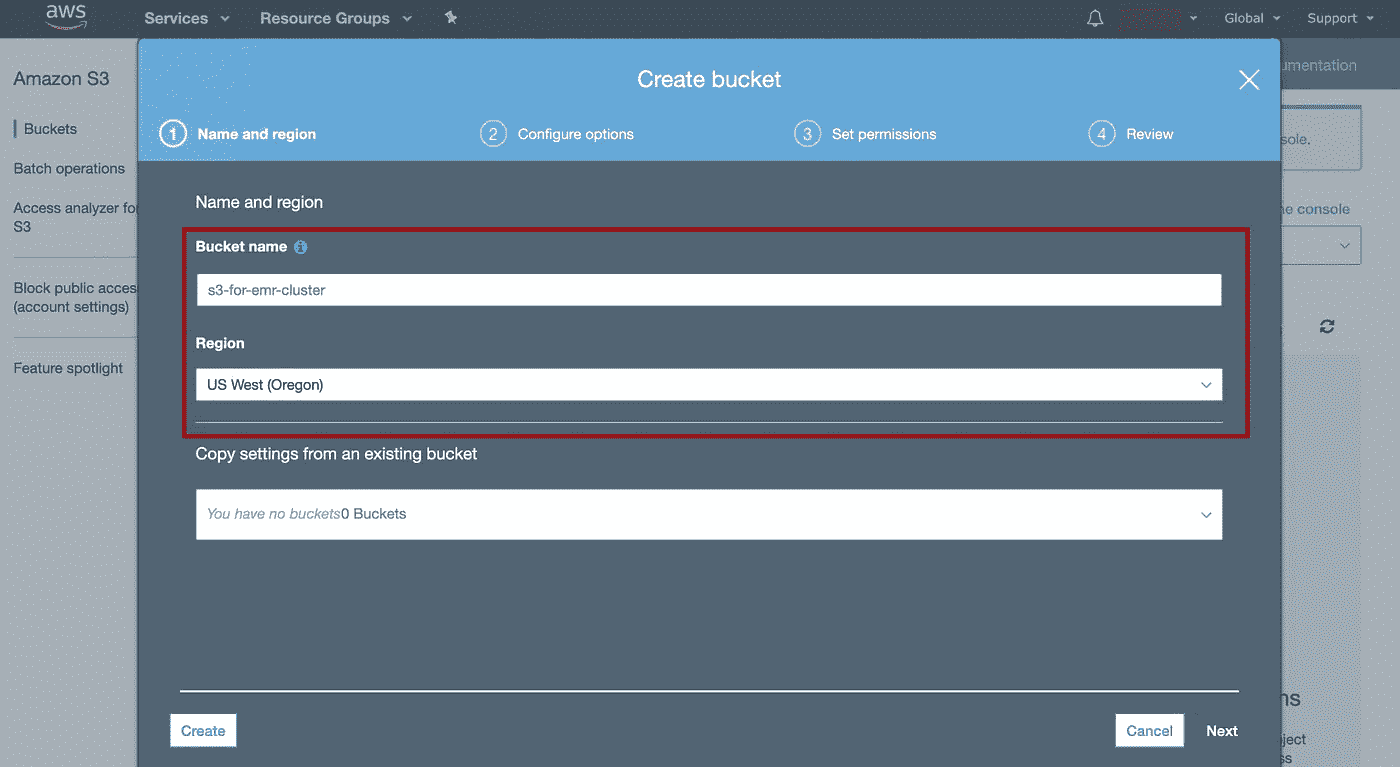 aws Services Resource Groups Global Support
Amazon S3
Buckets
Batch operations
Access analyzer for
S3
Block public acces
(account settings)
Feature spotlight
Create bucket
1 Name and region 2 Configure options 3 Set permissions 4 Review
Name and region
Bucket name
s3-for-emr-cluster
Region
US West (Oregon)
Copy settings from an existing bucket
You have no buckets0 Buckets
Create Cancel Next
umentation
sole.
ne console
ns
ject
ss